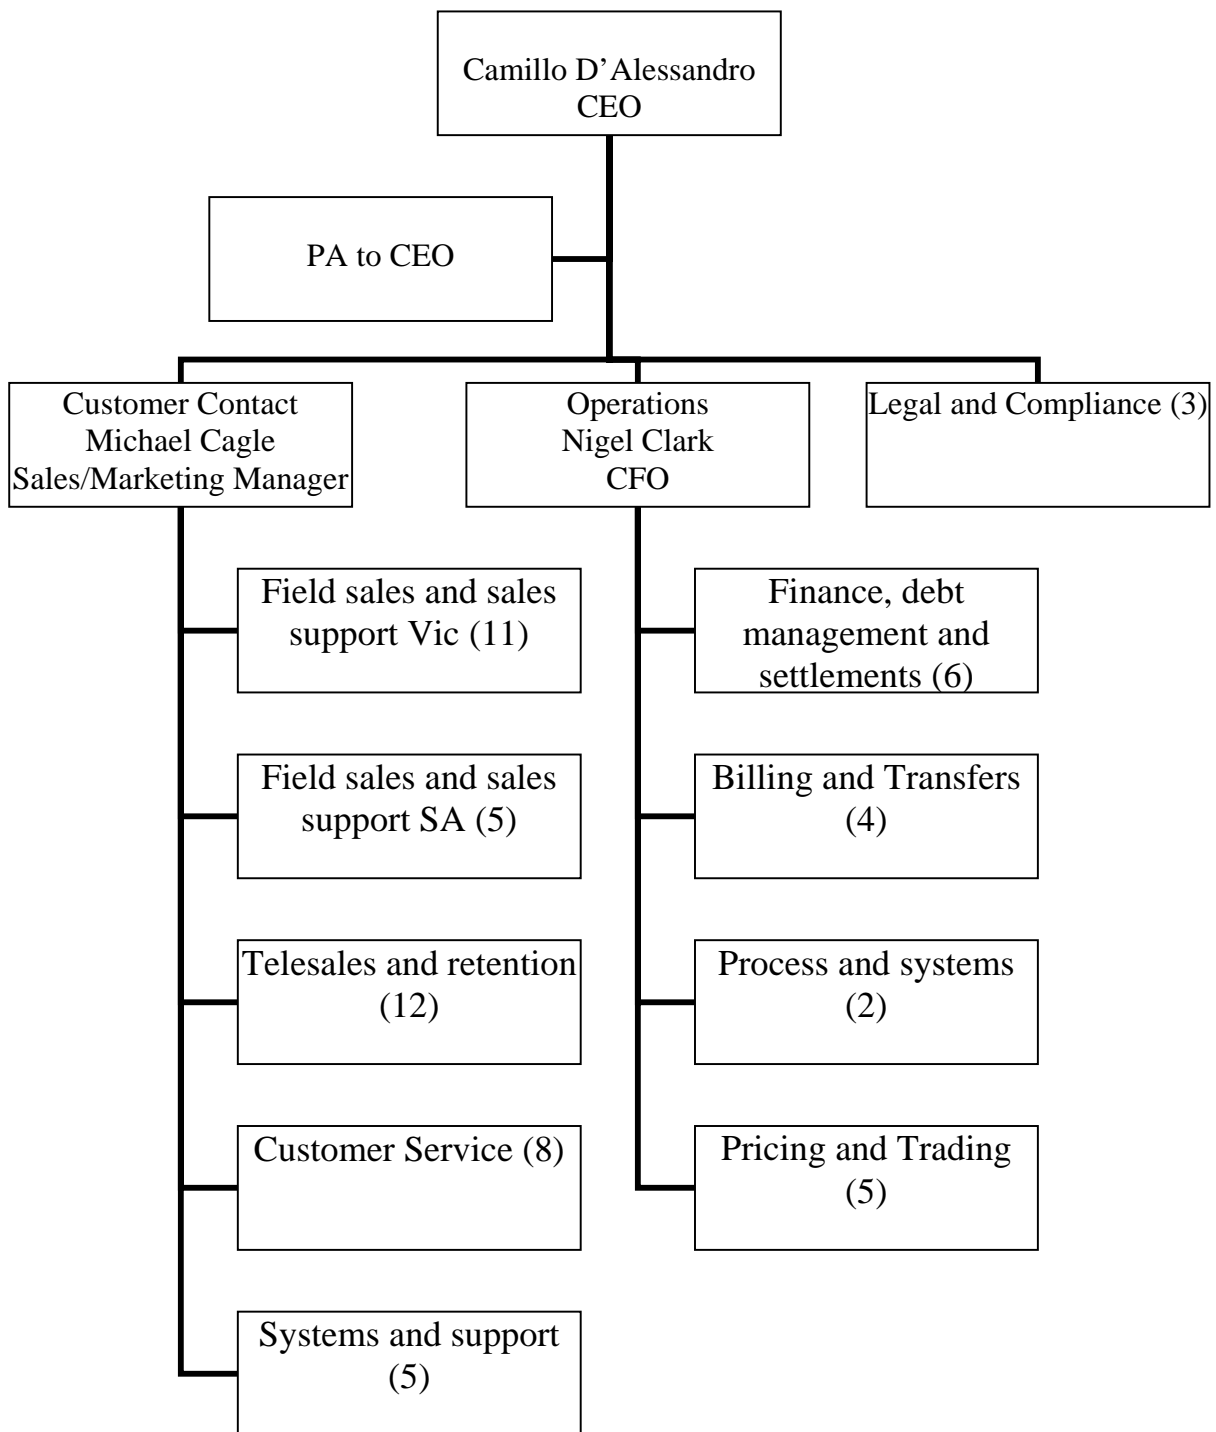 Camillo D’Alessandro
CEO
PA to CEO
Customer Contact
Michael Cagle
Sales/Marketing Manager
Operations
Nigel Clark
CFO
Legal and Compliance (3)
Field sales and sales
support Vic (11)
Field sales and sales
support SA (5)
Telesales and retention
(12)
Customer Service (8)
Systems and support
(5)
Finance, debt
management and
settlements (6)
Billing and Transfers
(4)
Process and systems
(2)
Pricing and Trading
(5)